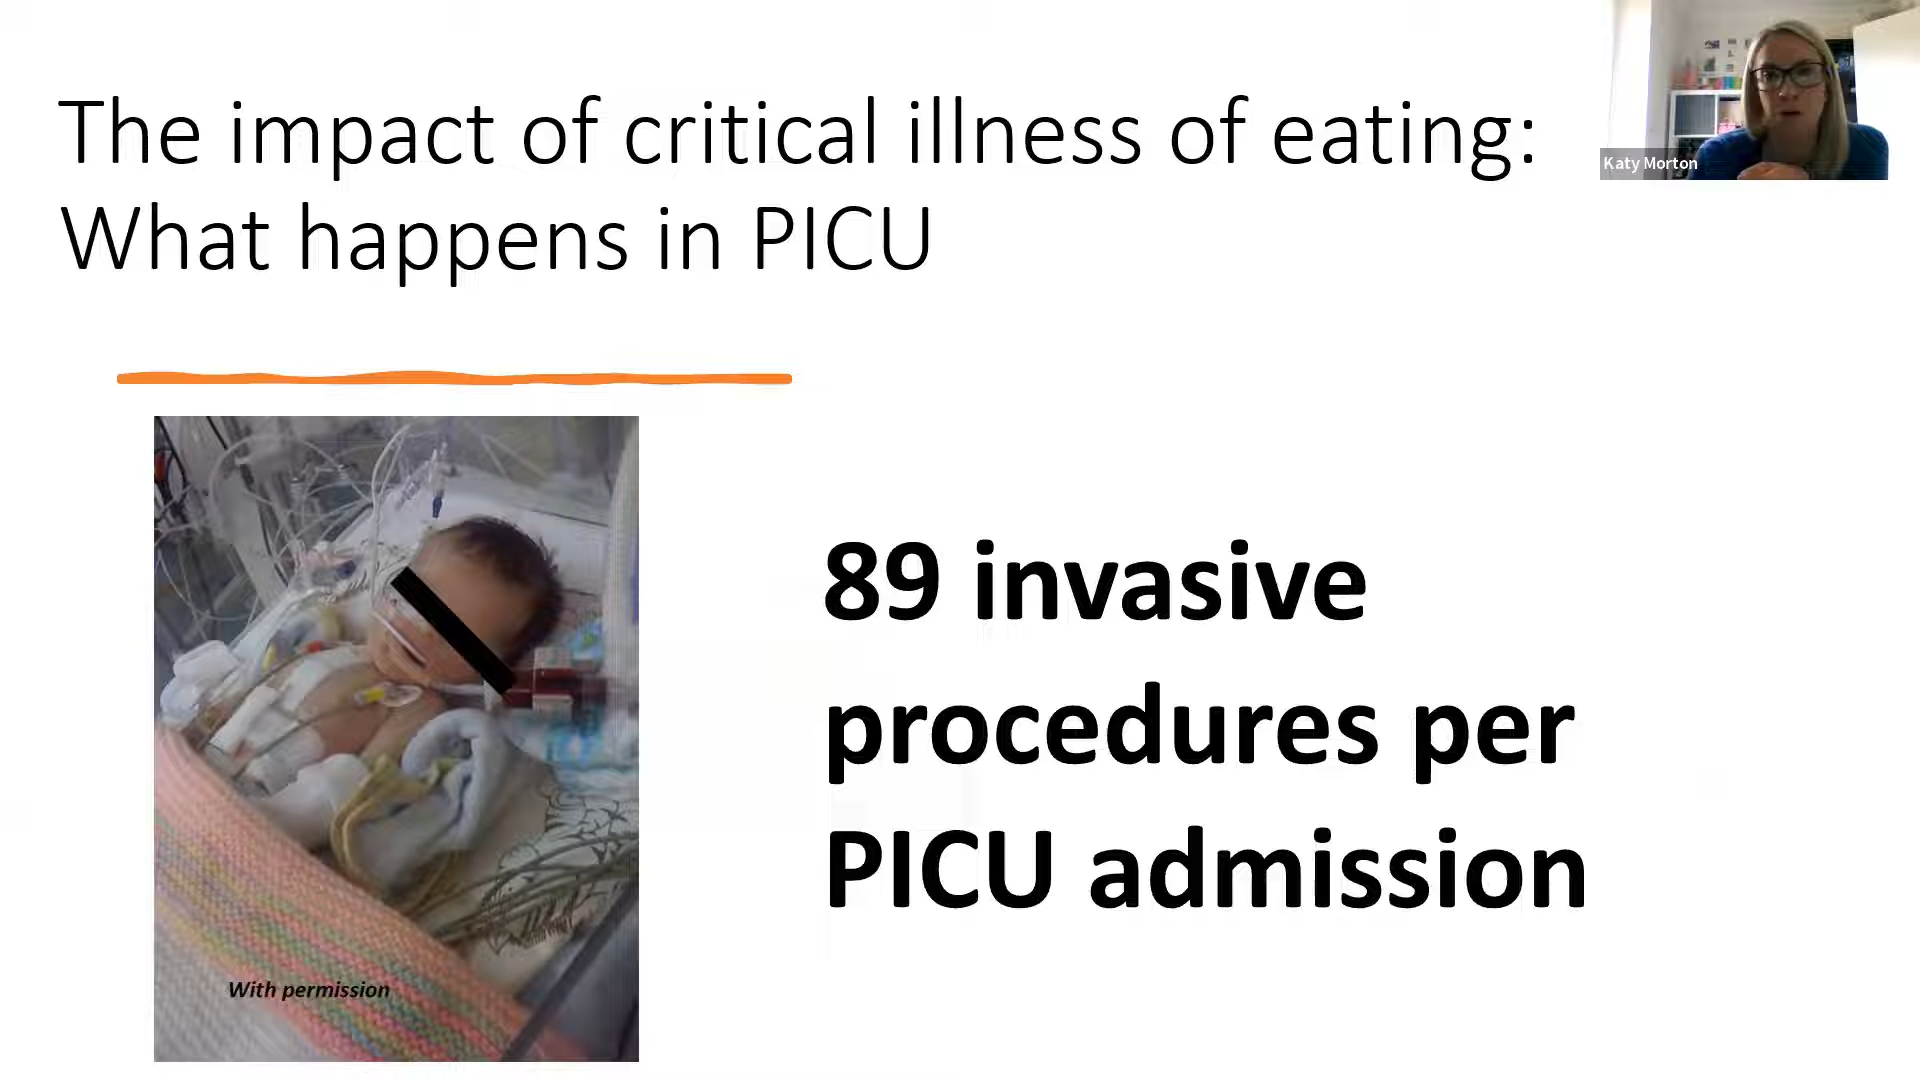 The impact of critical illness of eating:
What happens in PICU
Katy Morton
89 invasive
procedures per
PICU admission
With permission